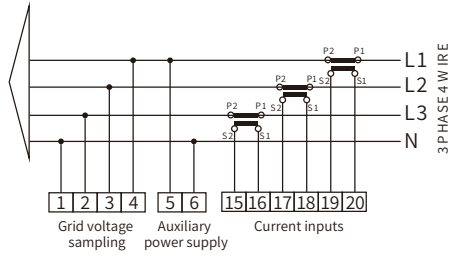 P2 P1
L1
P2 P1 S2 S1
L2
P2 P1 S2 S1
L3
S2 S1
N
3 PHASE 4 WIRE
1 2 3 4 5 6 15 16 17 18 19 20
Grid voltage sampling
Auxiliary power supply
Current inputs